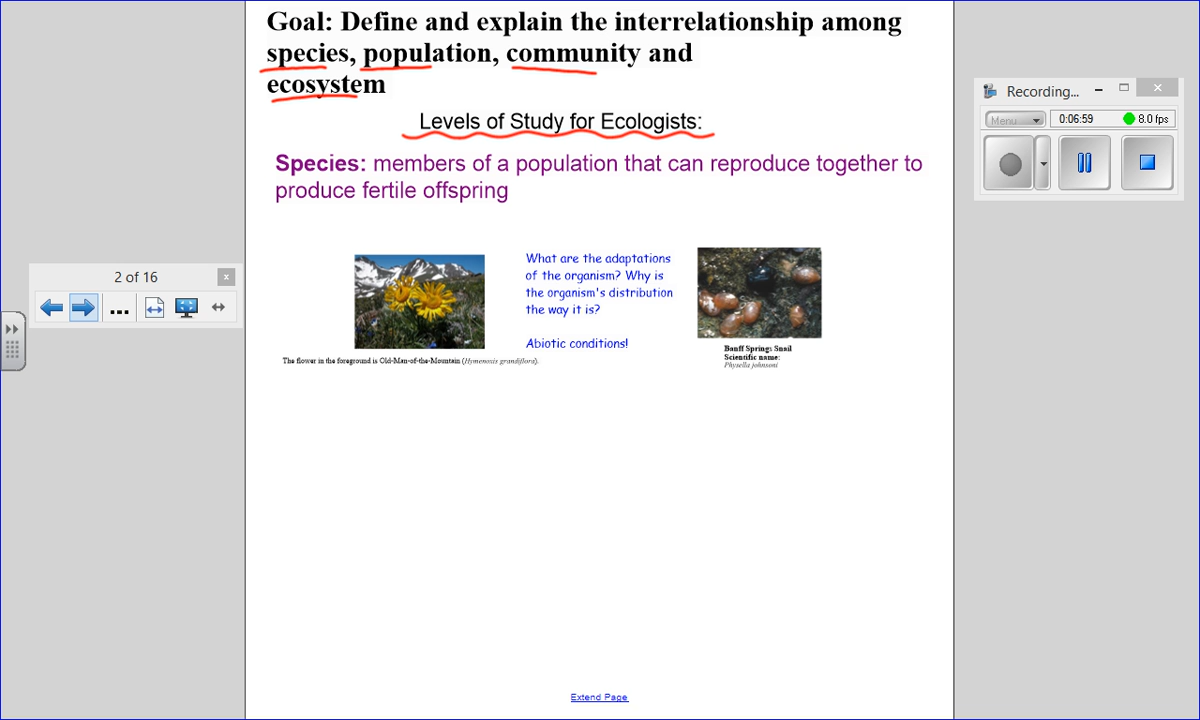 Goal: Define and explain the interrelationship among
species, population, community and
ecosystem
Levels of Study for Ecologists:
Species: members of a population that can reproduce together to
produce fertile offspring
What are the adaptations
of the organism? Why is
the organism's distribution
the way it is?
Abiotic conditions!
The flower in the foreground is Old-Man-of-the-Mountain (Hymenoxis grandiflora).
Banff Springs Snail
Scientific name:
Physella johnsoni
Extend Page
2 of 16
...
Recording...
Menu
0:06:59
8.0 fps